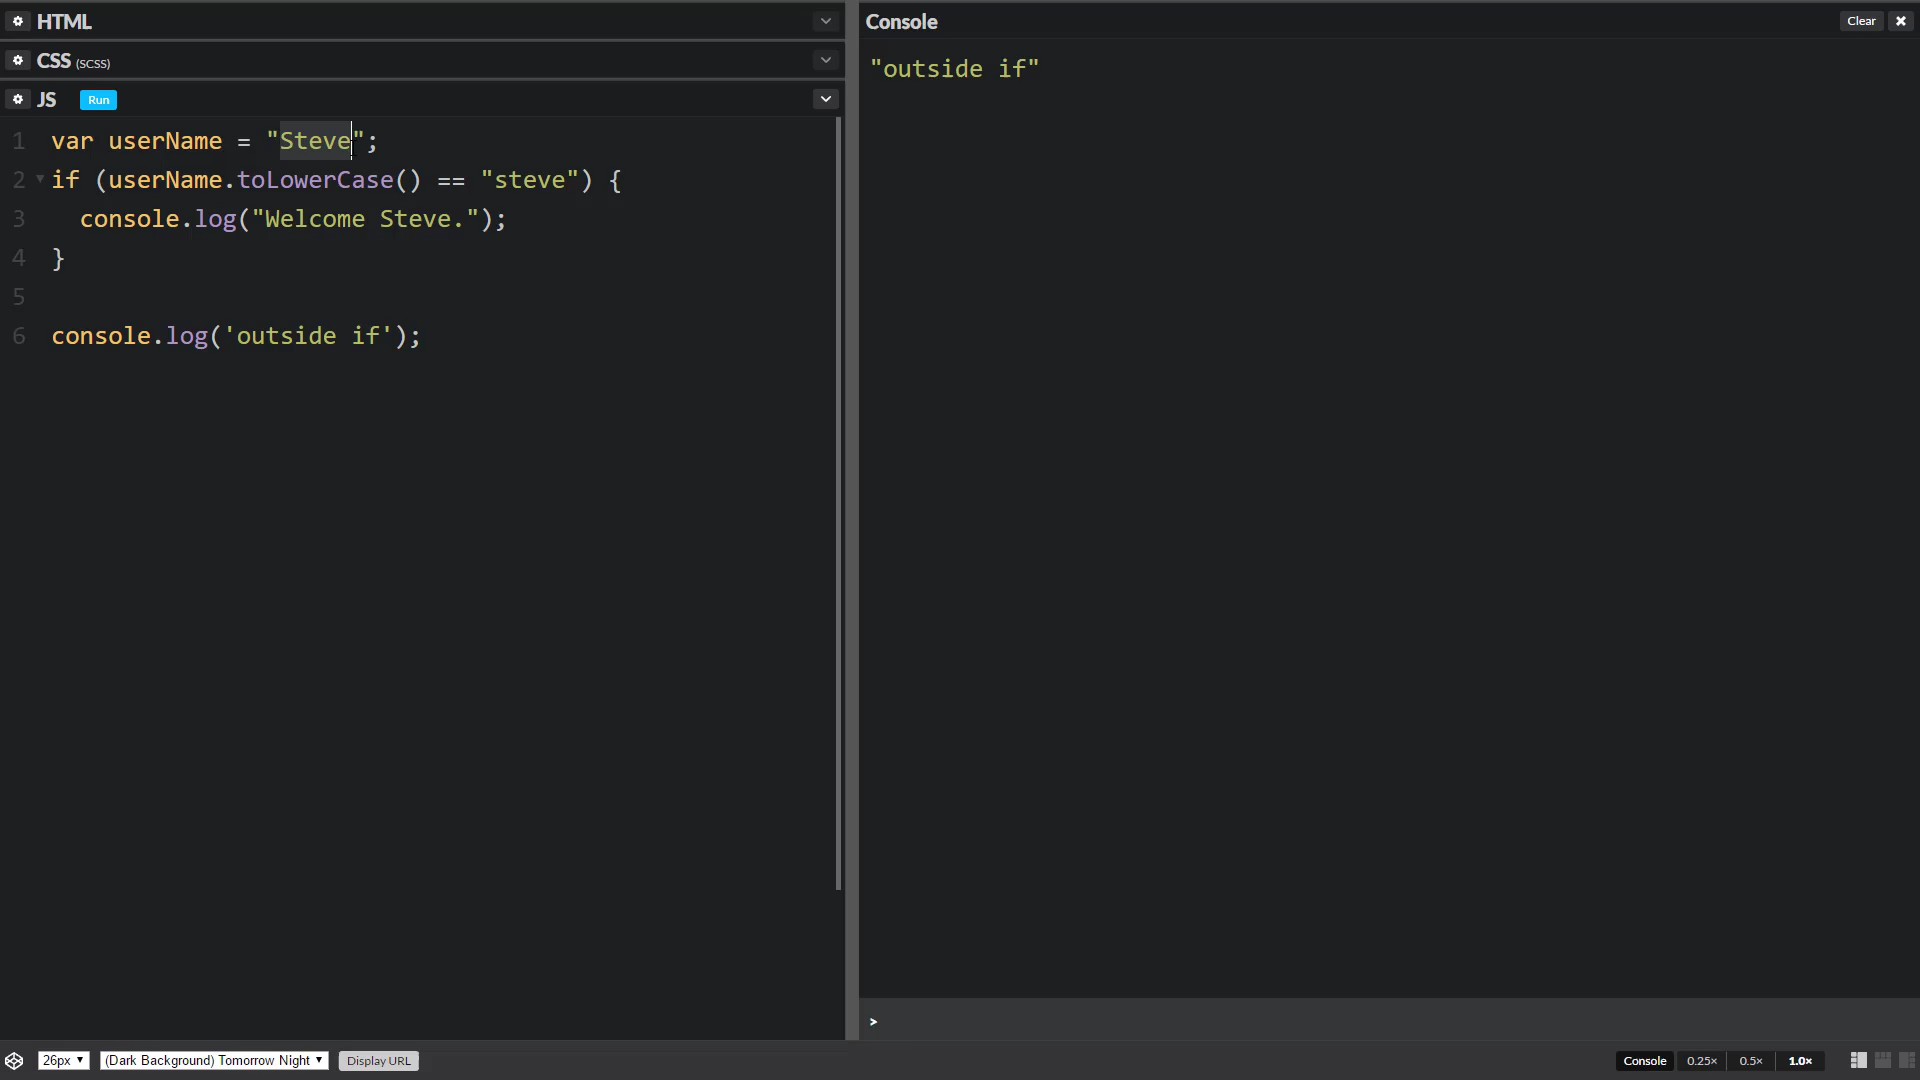 HTML
CSS (SCSS)
JS Run
1 var userName = "Steve";
2 if (userName.toLowerCase() == "steve") {
3 console.log("Welcome Steve.");
4 }
5
6 console.log('outside if');
Console Clear
"outside if"
>
26px (Dark Background) Tomorrow Night Display URL
Console 0.25× 0.5× 1.0×